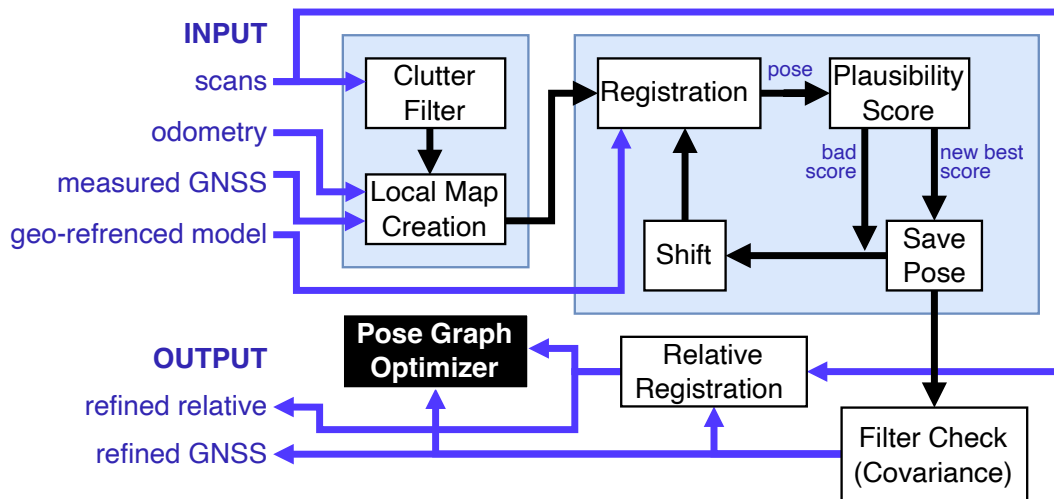 INPUT
scans
odometry
measured GNSS
geo-refrenced model
Clutter
Filter
Local Map
Creation
Registration
pose
Plausibility
Score
bad
score
new best
score
Shift
Save
Pose
OUTPUT
refined relative
refined GNSS
Pose Graph
Optimizer
Relative
Registration
Filter Check
(Covariance)